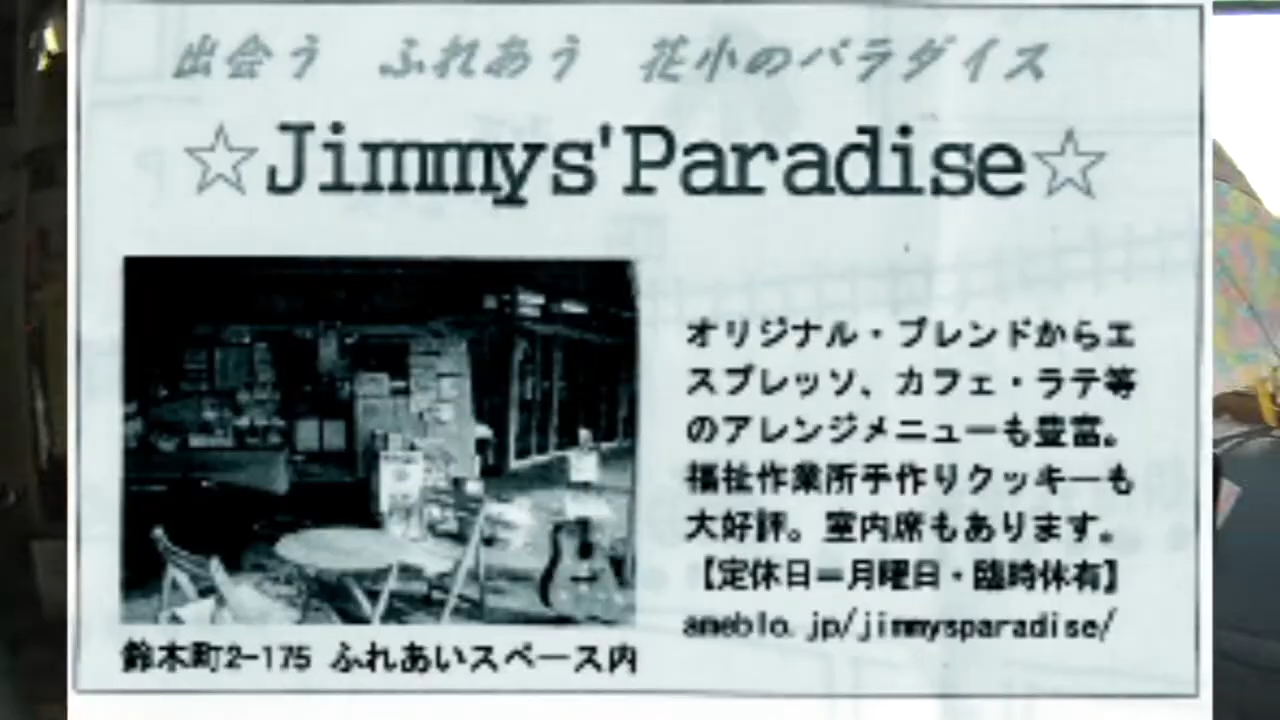 出会う ふれあう 花小のパラダイス
☆Jimmys'Paradise☆
オリジナル・ブレンドからエ
スプレッソ、カフェ・ラテ等
のアレンジメニューも豊富。
福祉作業所手作りクッキーも
大好評。室内席もあります。
【定休日=月曜日・臨時休有】
ameblo.jp/jimmysparadise/
鈴木町2-175 ふれあいスペース内